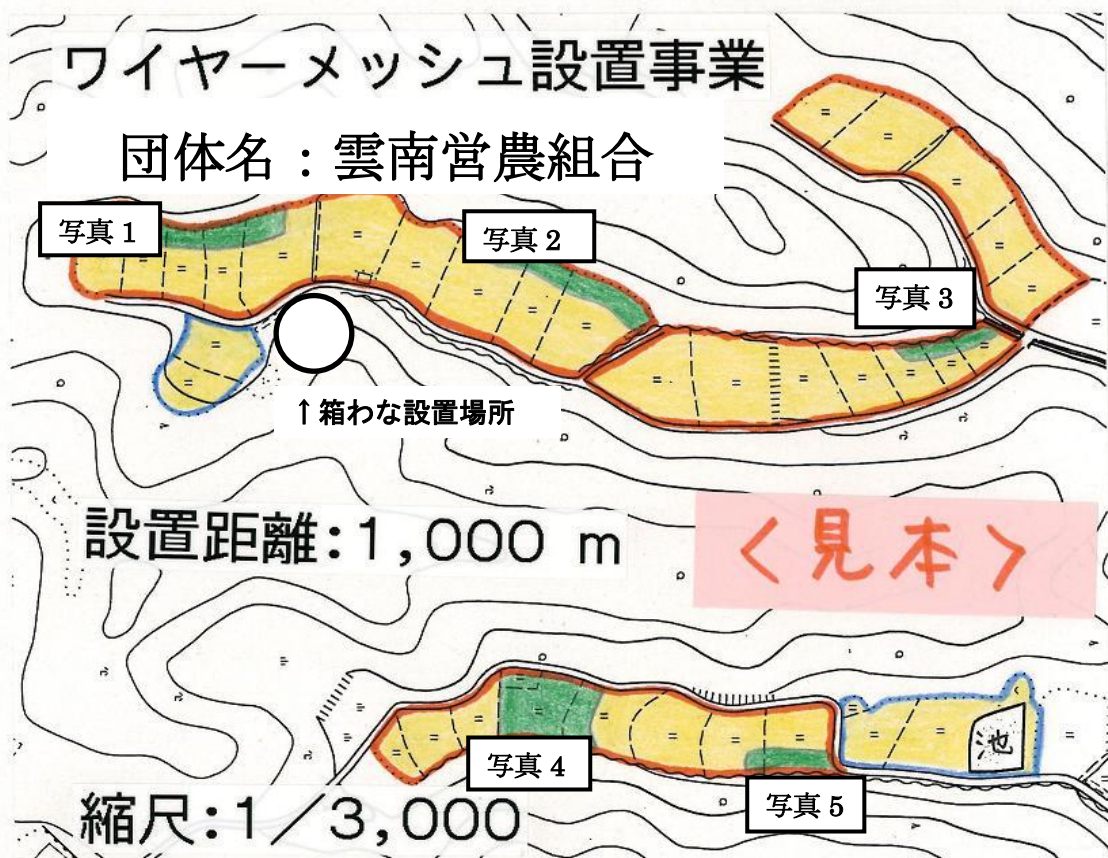 ワイヤーメッシュ設置事業
団体名：雲南営農組合
写真1
写真2
写真3
↑箱わな設置場所
設置距離：1,000 m
＜見本＞
池
写真4
写真5
縮尺：1／3,000